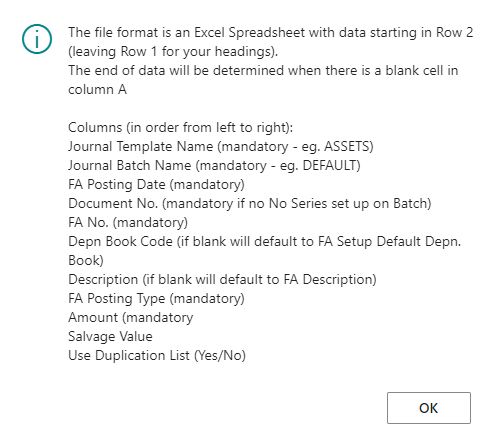 The file format is an Excel Spreadsheet with data starting in Row 2
(leaving Row 1 for your headings).
The end of data will be determined when there is a blank cell in
column A
Columns (in order from left to right):
Journal Template Name (mandatory - eg. ASSETS)
Journal Batch Name (mandatory - eg. DEFAULT)
FA Posting Date (mandatory)
Document No. (mandatory if no No Series set up on Batch)
FA No. (mandatory)
Depn Book Code (if blank will default to FA Setup Default Depn.
Book)
Description (if blank will default to FA Description)
FA Posting Type (mandatory)
Amount (mandatory
Salvage Value
Use Duplication List (Yes/No)
OK